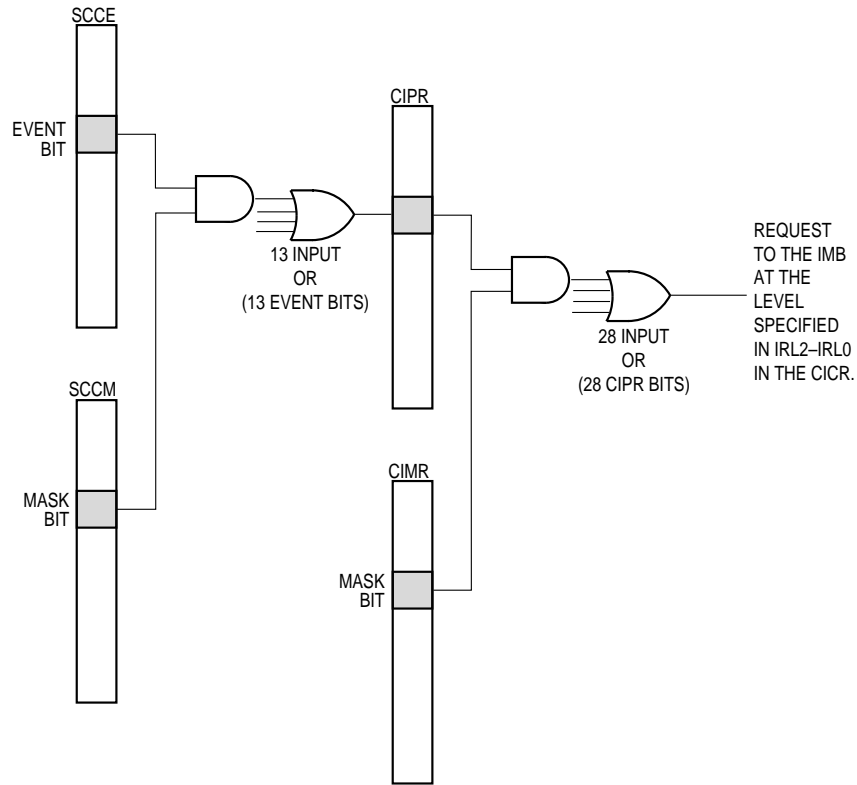 SCCE
EVENT
BIT
CIPR
13 INPUT
OR
(13 EVENT BITS)
REQUEST
TO THE IMB
AT THE
LEVEL
SPECIFIED
IN IRL2–IRL0
IN THE CICR.
28 INPUT
OR
(28 CIPR BITS)
SCCM
MASK
BIT
CIMR
MASK
BIT